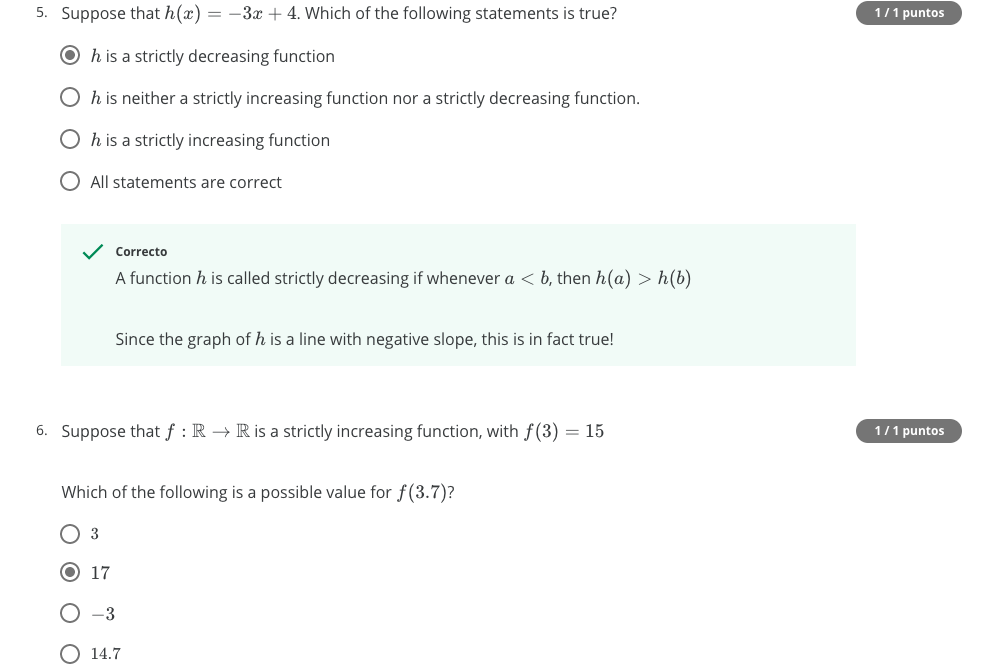 5. Suppose that h(x) = −3x + 4. Which of the following statements is true?
1 / 1 puntos
h is a strictly decreasing function
h is neither a strictly increasing function nor a strictly decreasing function.
h is a strictly increasing function
All statements are correct
Correcto
A function h is called strictly decreasing if whenever a < b, then h(a) > h(b)
Since the graph of h is a line with negative slope, this is in fact true!
6. Suppose that f : ℝ → ℝ is a strictly increasing function, with f(3) = 15
1 / 1 puntos
Which of the following is a possible value for f(3.7)?
3
17
−3
14.7